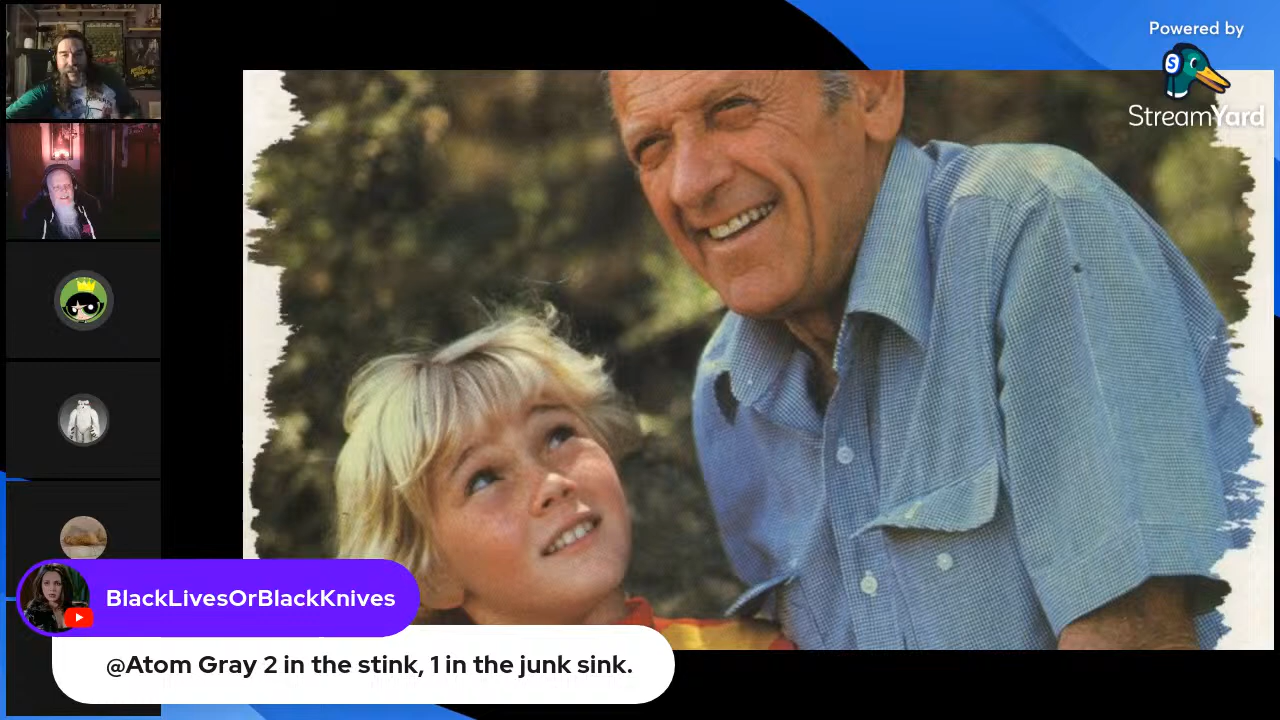 Powered by
StreamYard
BlackLivesOrBlackKnives
@Atom Gray 2 in the stink, 1 in the junk sink.